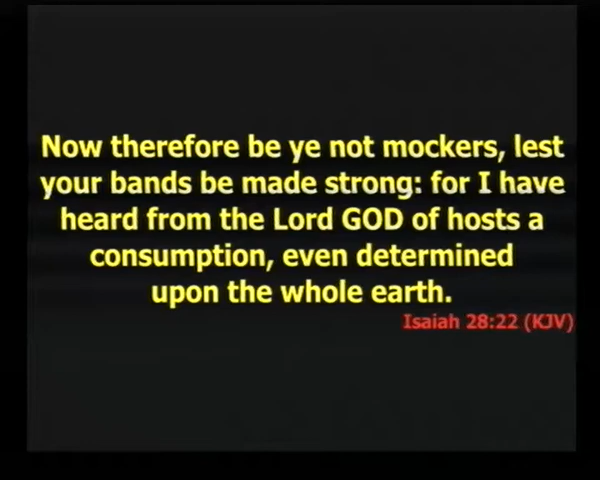 Now therefore be ye not mockers, lest
your bands be made strong: for I have
heard from the Lord GOD of hosts a
consumption, even determined
upon the whole earth.
Isaiah 28:22 (KJV)